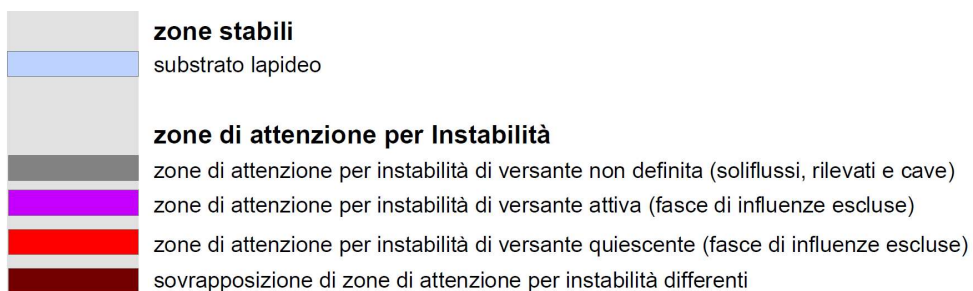 zone stabili
substrato lapideo
zone di attenzione per Instabilità
zone di attenzione per instabilità di versante non definita (soliflussi, rilevati e cave)
zone di attenzione per instabilità di versante attiva (fasce di influenze escluse)
zone di attenzione per instabilità di versante quiescente (fasce di influenze escluse)
sovrapposizione di zone di attenzione per instabilità differenti